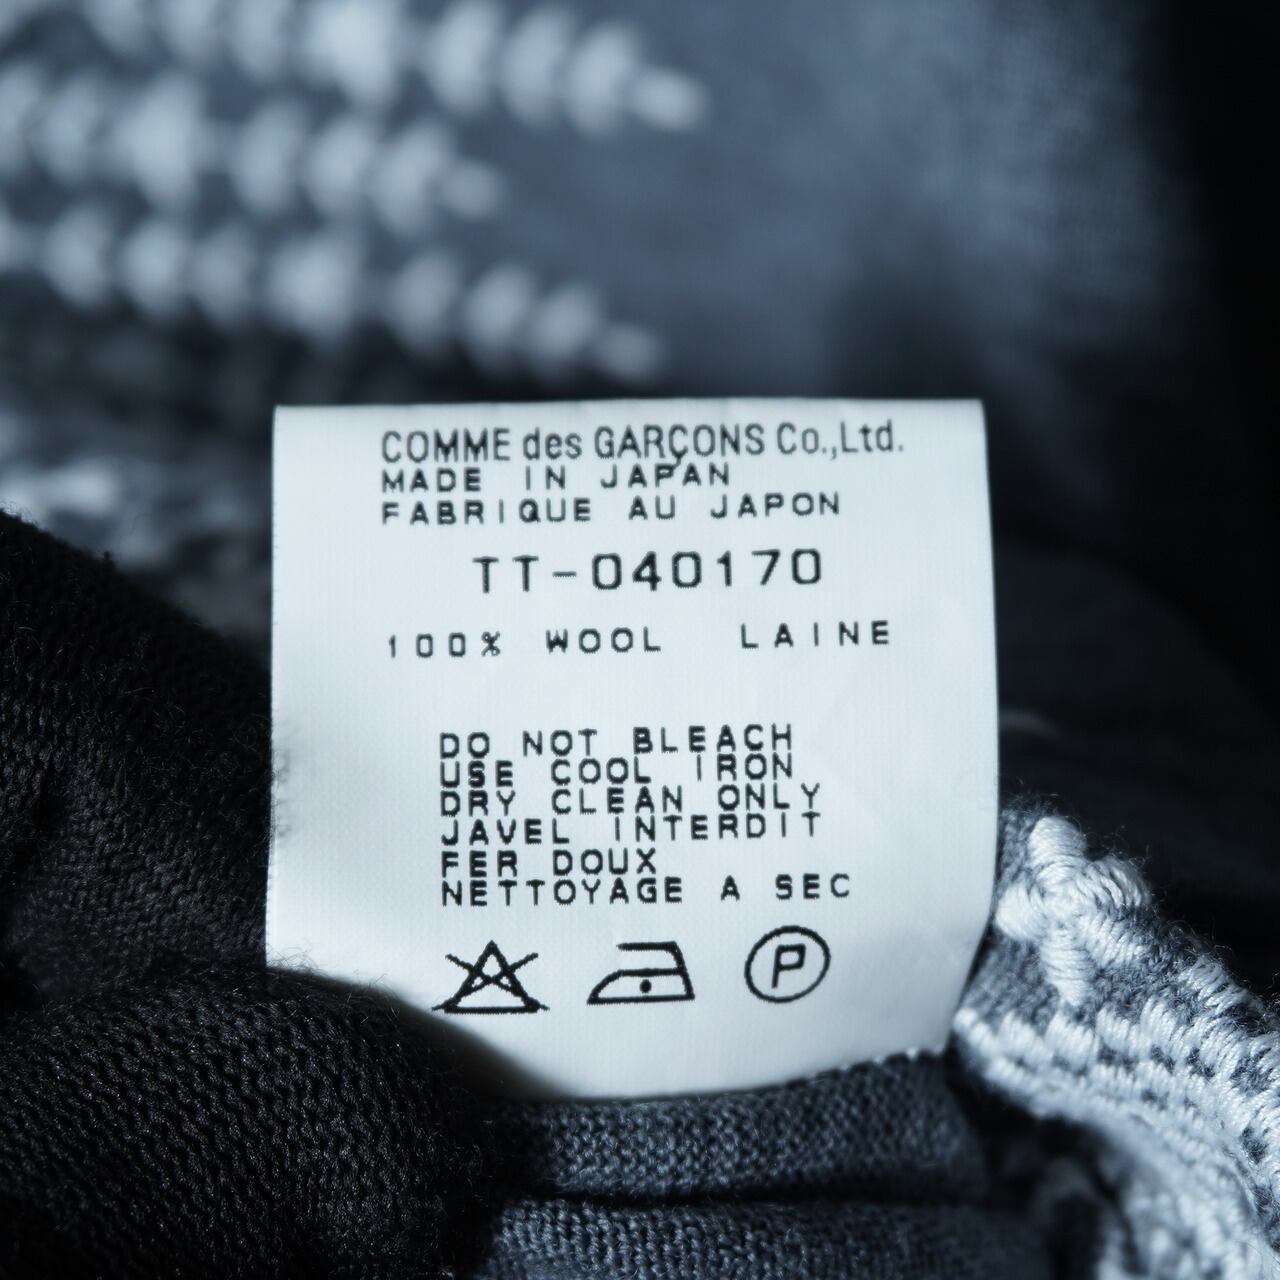 COMME des GARÇONS Co.,Ltd.
MADE IN JAPAN
FABRIQUE AU JAPON
TT-040170
100% WOOL LAINE
DO NOT BLEACH
USE COOL IRON
DRY CLEAN ONLY
JAVEL INTERDIT
FER DOUX
NETTOYAGE A SEC
P